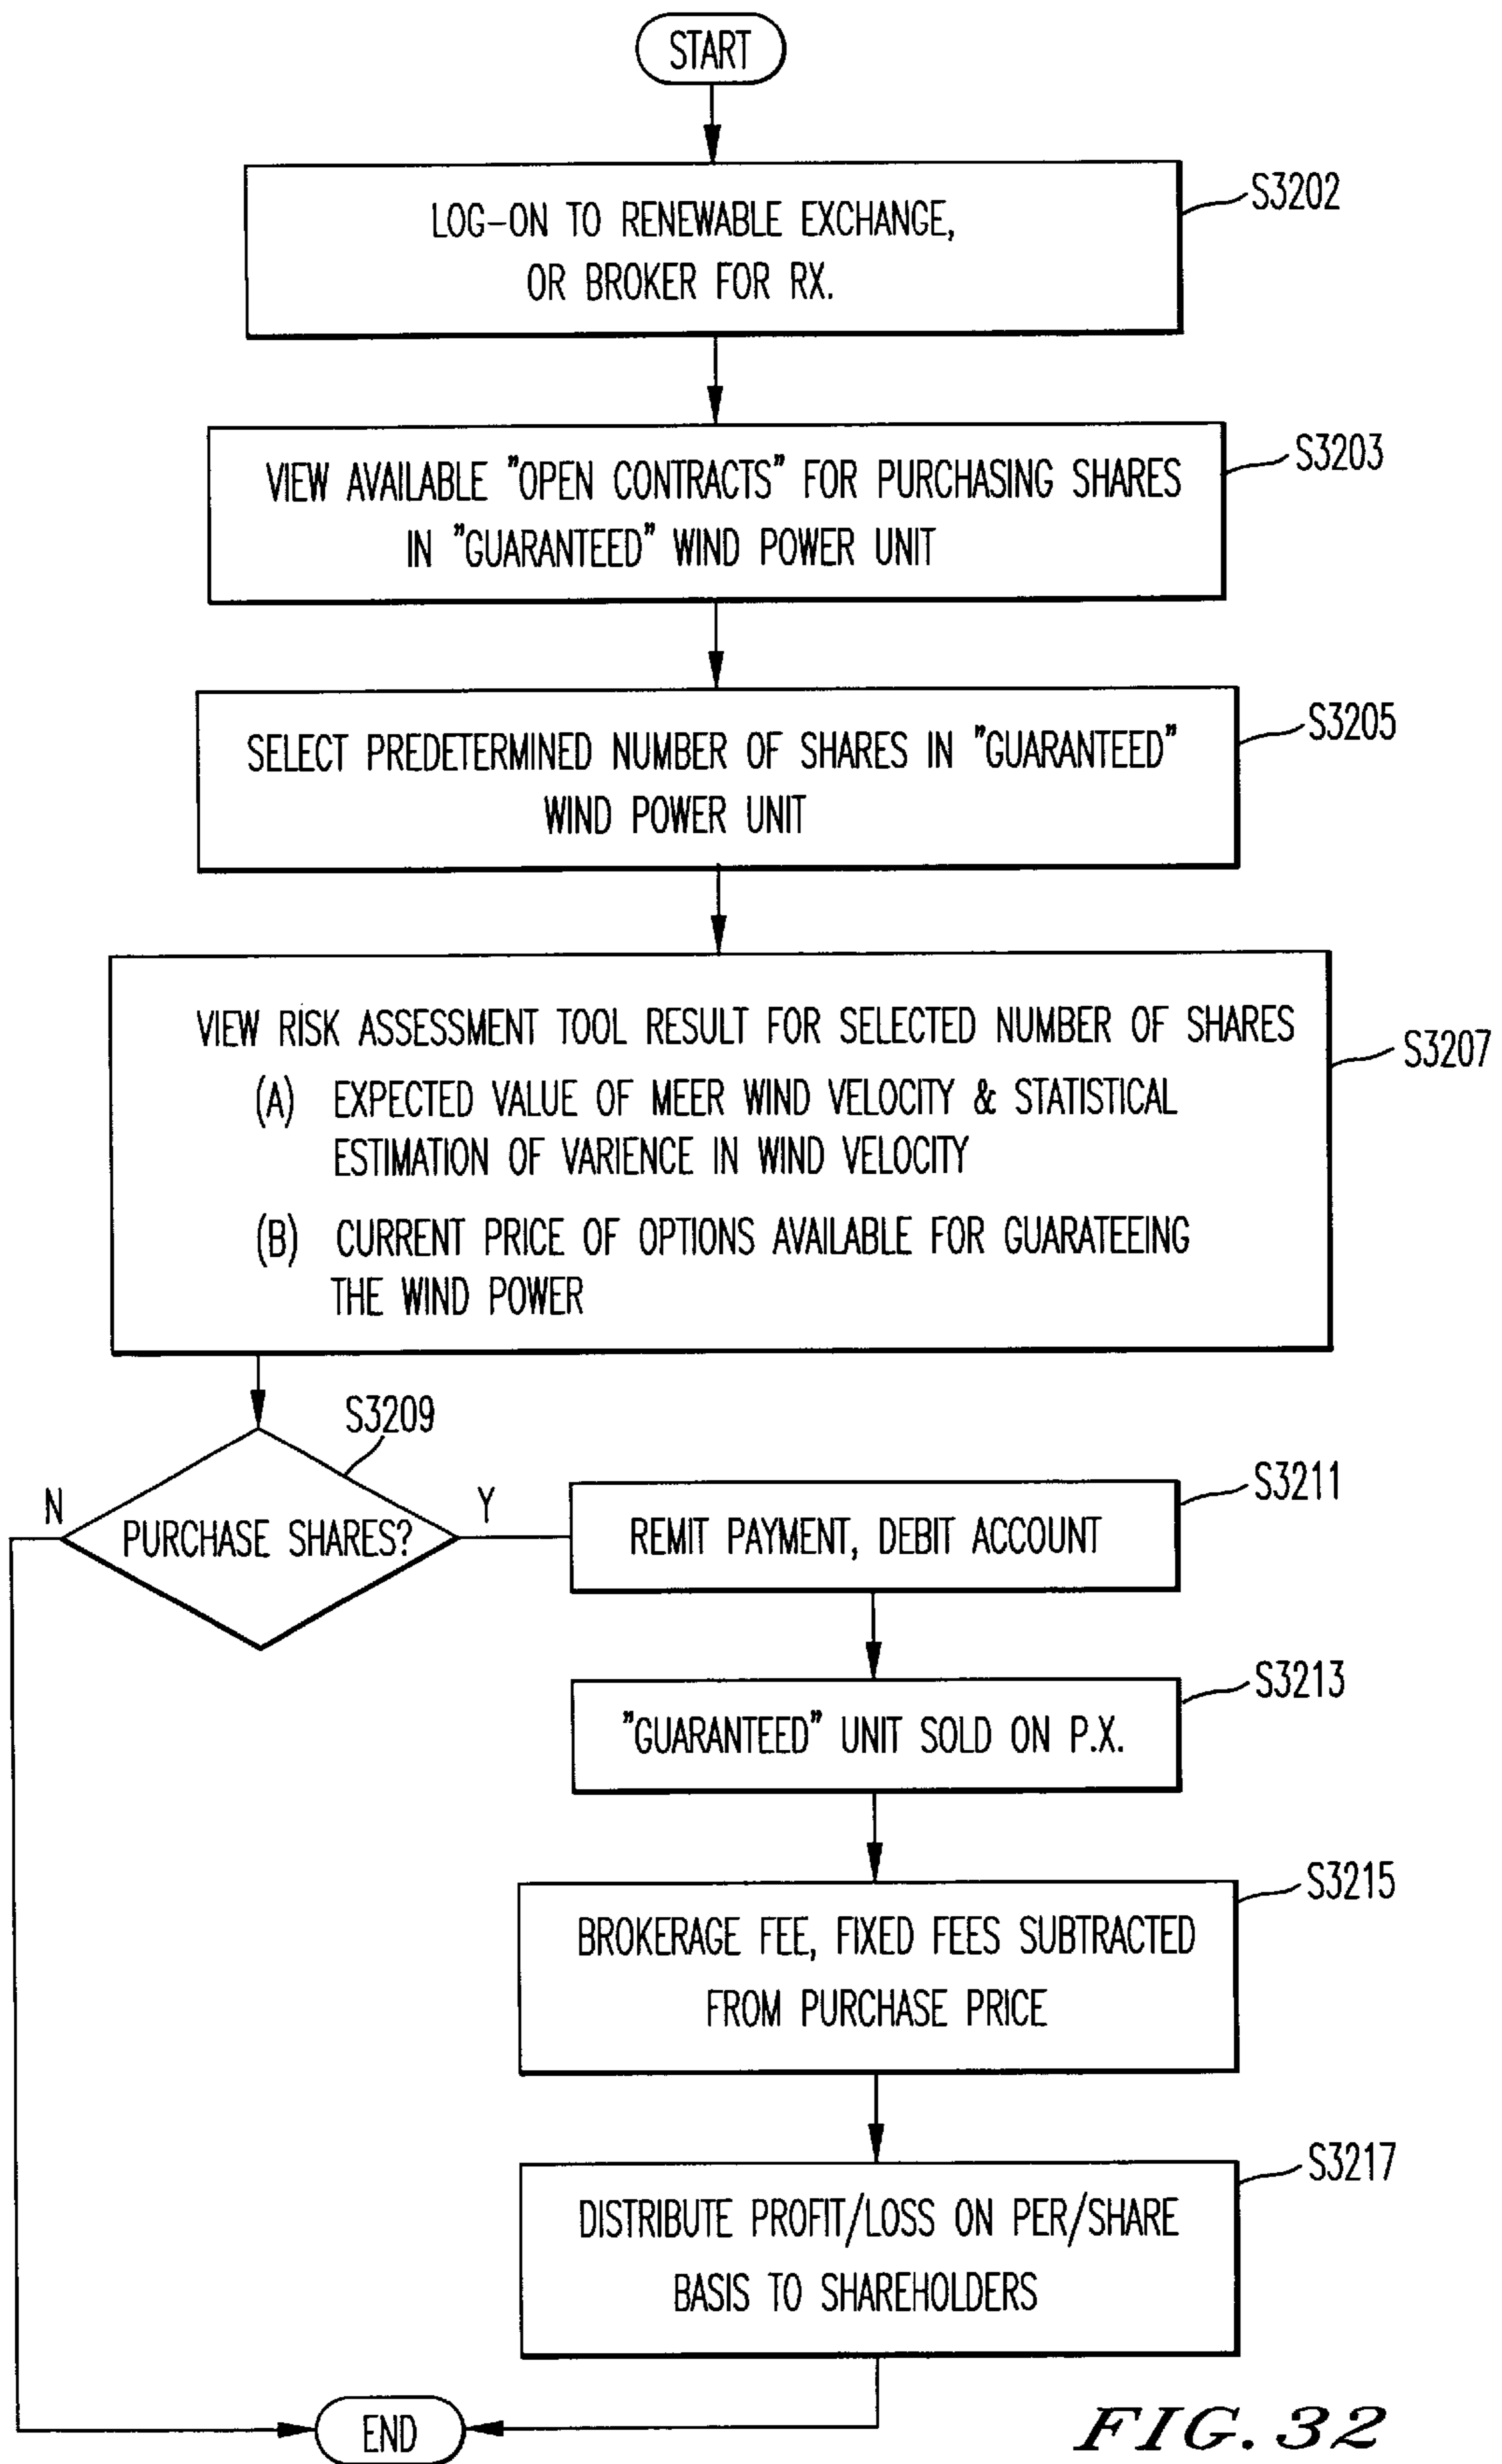 START
LOG-ON TO RENEWABLE EXCHANGE,
OR BROKER FOR RX.
S3202
VIEW AVAILABLE "OPEN CONTRACTS" FOR PURCHASING SHARES
IN "GUARANTEED" WIND POWER UNIT
S3203
SELECT PREDETERMINED NUMBER OF SHARES IN "GUARANTEED"
WIND POWER UNIT
S3205
VIEW RISK ASSESSMENT TOOL RESULT FOR SELECTED NUMBER OF SHARES
(A) EXPECTED VALUE OF MEER WIND VELOCITY & STATISTICAL
ESTIMATION OF VARIENCE IN WIND VELOCITY
(B) CURRENT PRICE OF OPTIONS AVAILABLE FOR GUARATEEING
THE WIND POWER
S3207
S3209
N
PURCHASE SHARES?
Y
REMIT PAYMENT, DEBIT ACCOUNT
S3211
"GUARANTEED" UNIT SOLD ON P.X.
S3213
BROKERAGE FEE, FIXED FEES SUBTRACTED
FROM PURCHASE PRICE
S3215
DISTRIBUTE PROFIT/LOSS ON PER/SHARE
BASIS TO SHAREHOLDERS
S3217
END
FIG. 32